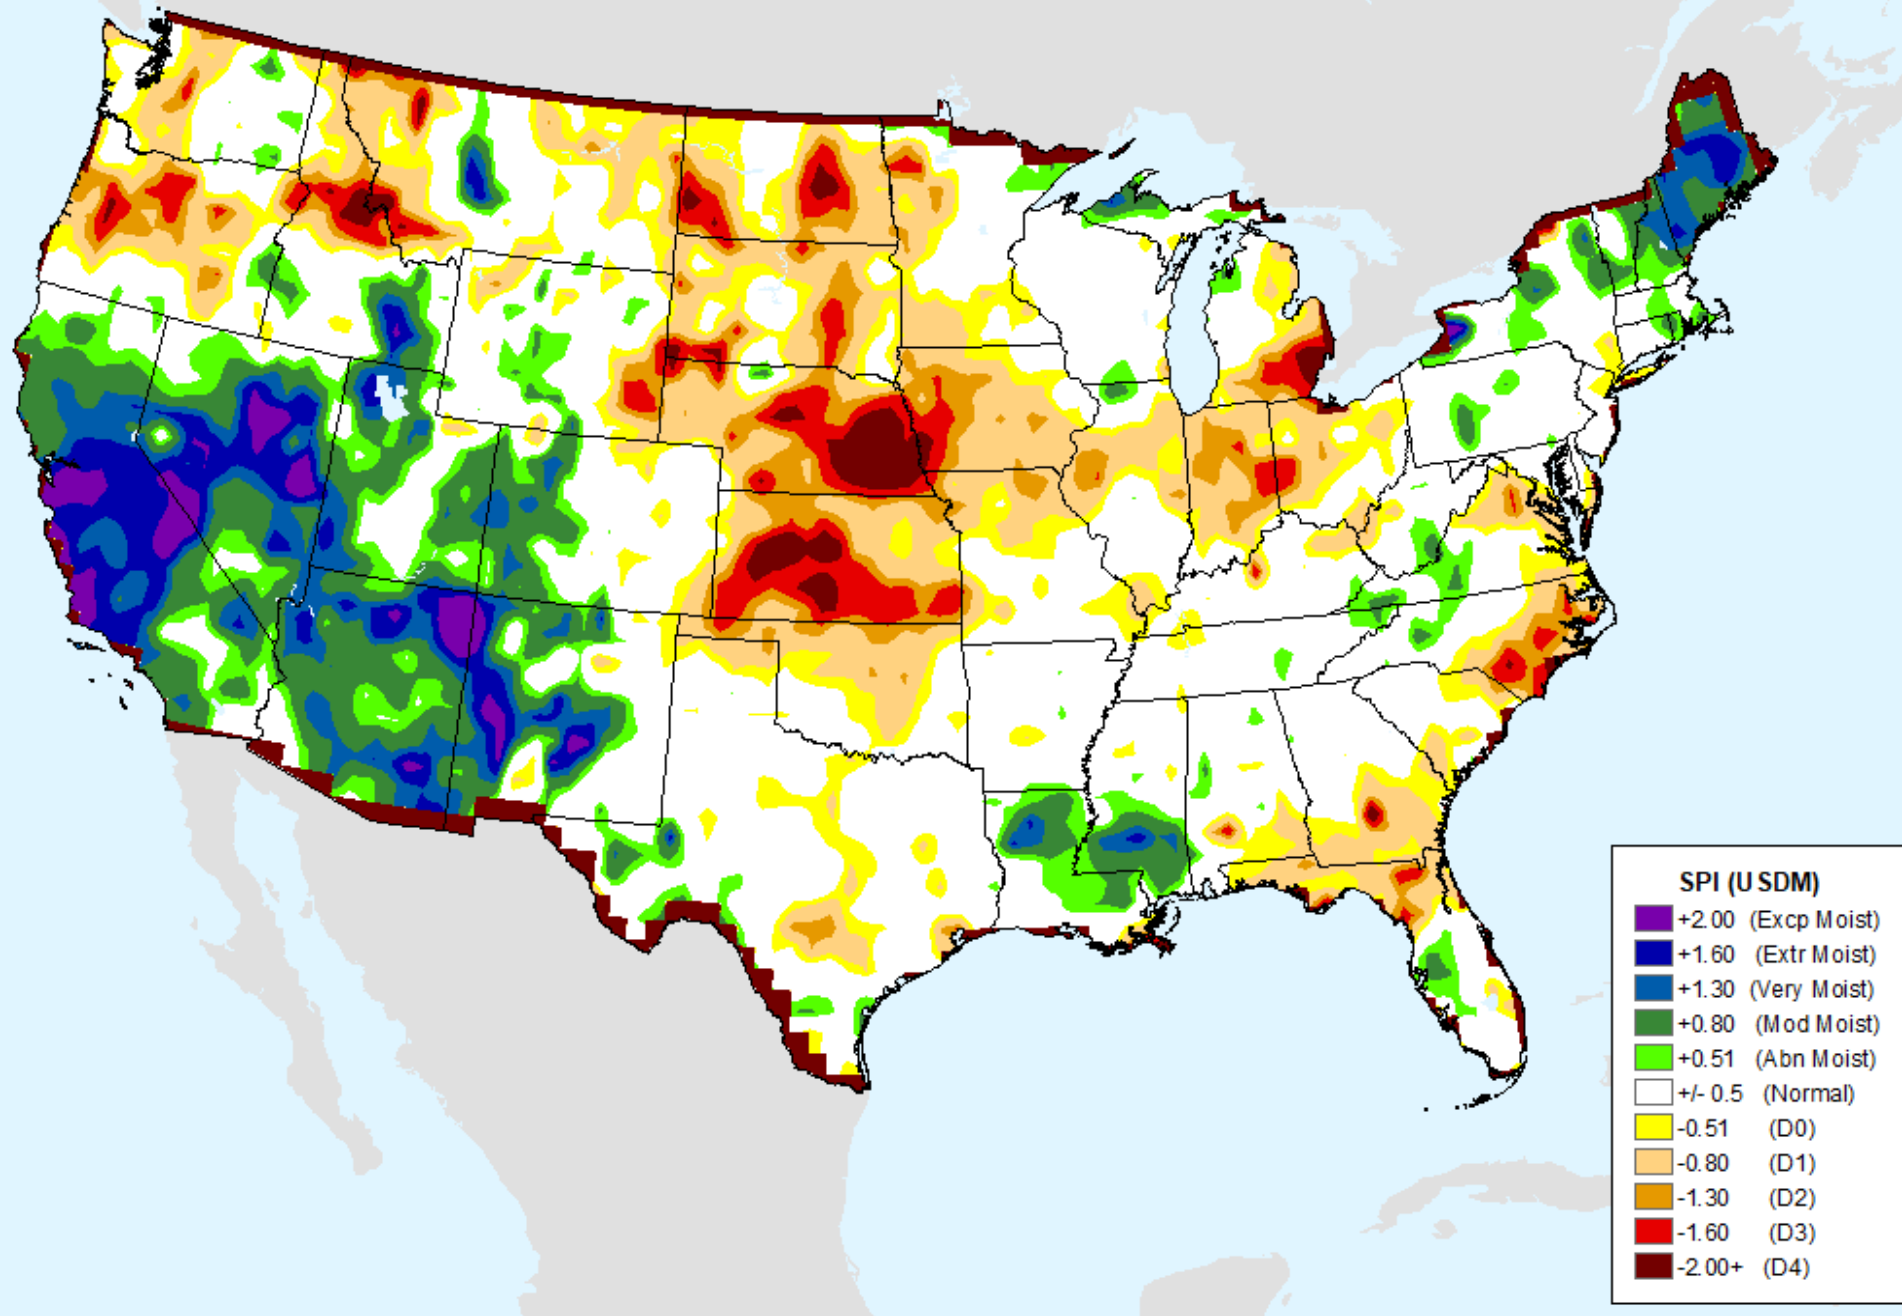 SPI (USDM)
+2.00 (Excp Moist)
+1.60 (Extr Moist)
+1.30 (Very Moist)
+0.80 (Mod Moist)
+0.51 (Abn Moist)
+/- 0.5 (Normal)
-0.51 (D0)
-0.80 (D1)
-1.30 (D2)
-1.60 (D3)
-2.00+ (D4)